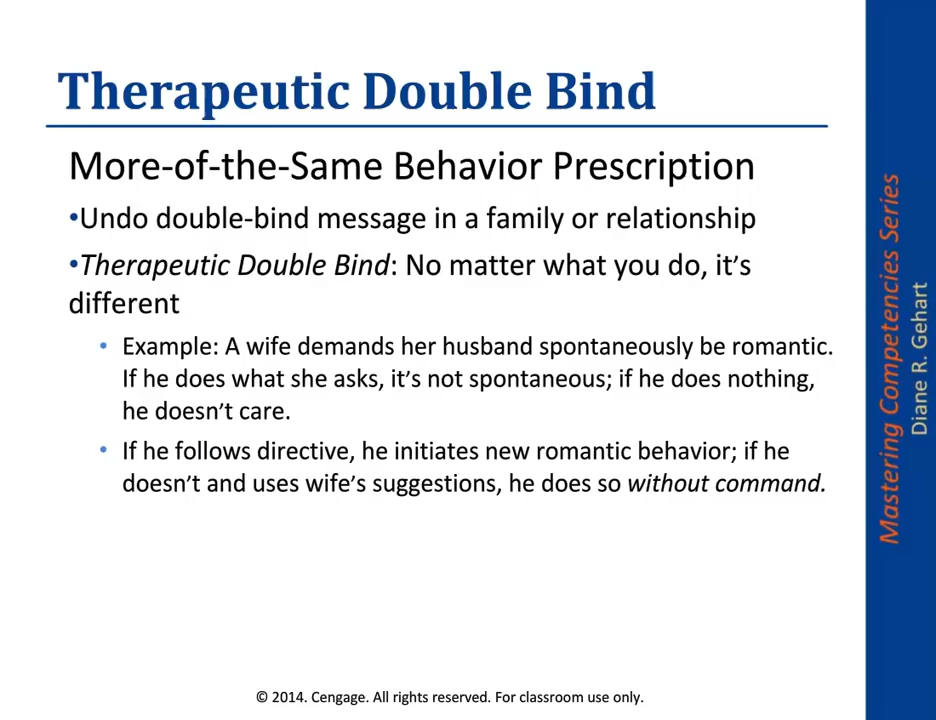 Therapeutic Double Bind
More-of-the-Same Behavior Prescription
•Undo double-bind message in a family or relationship
•Therapeutic Double Bind: No matter what you do, it's
different
• Example: A wife demands her husband spontaneously be romantic.
If he does what she asks, it's not spontaneous; if he does nothing,
he doesn't care.
• If he follows directive, he initiates new romantic behavior; if he
doesn't and uses wife's suggestions, he does so without command.
© 2014. Cengage. All rights reserved. For classroom use only.
Mastering Competencies Series
Diane R. Gehart